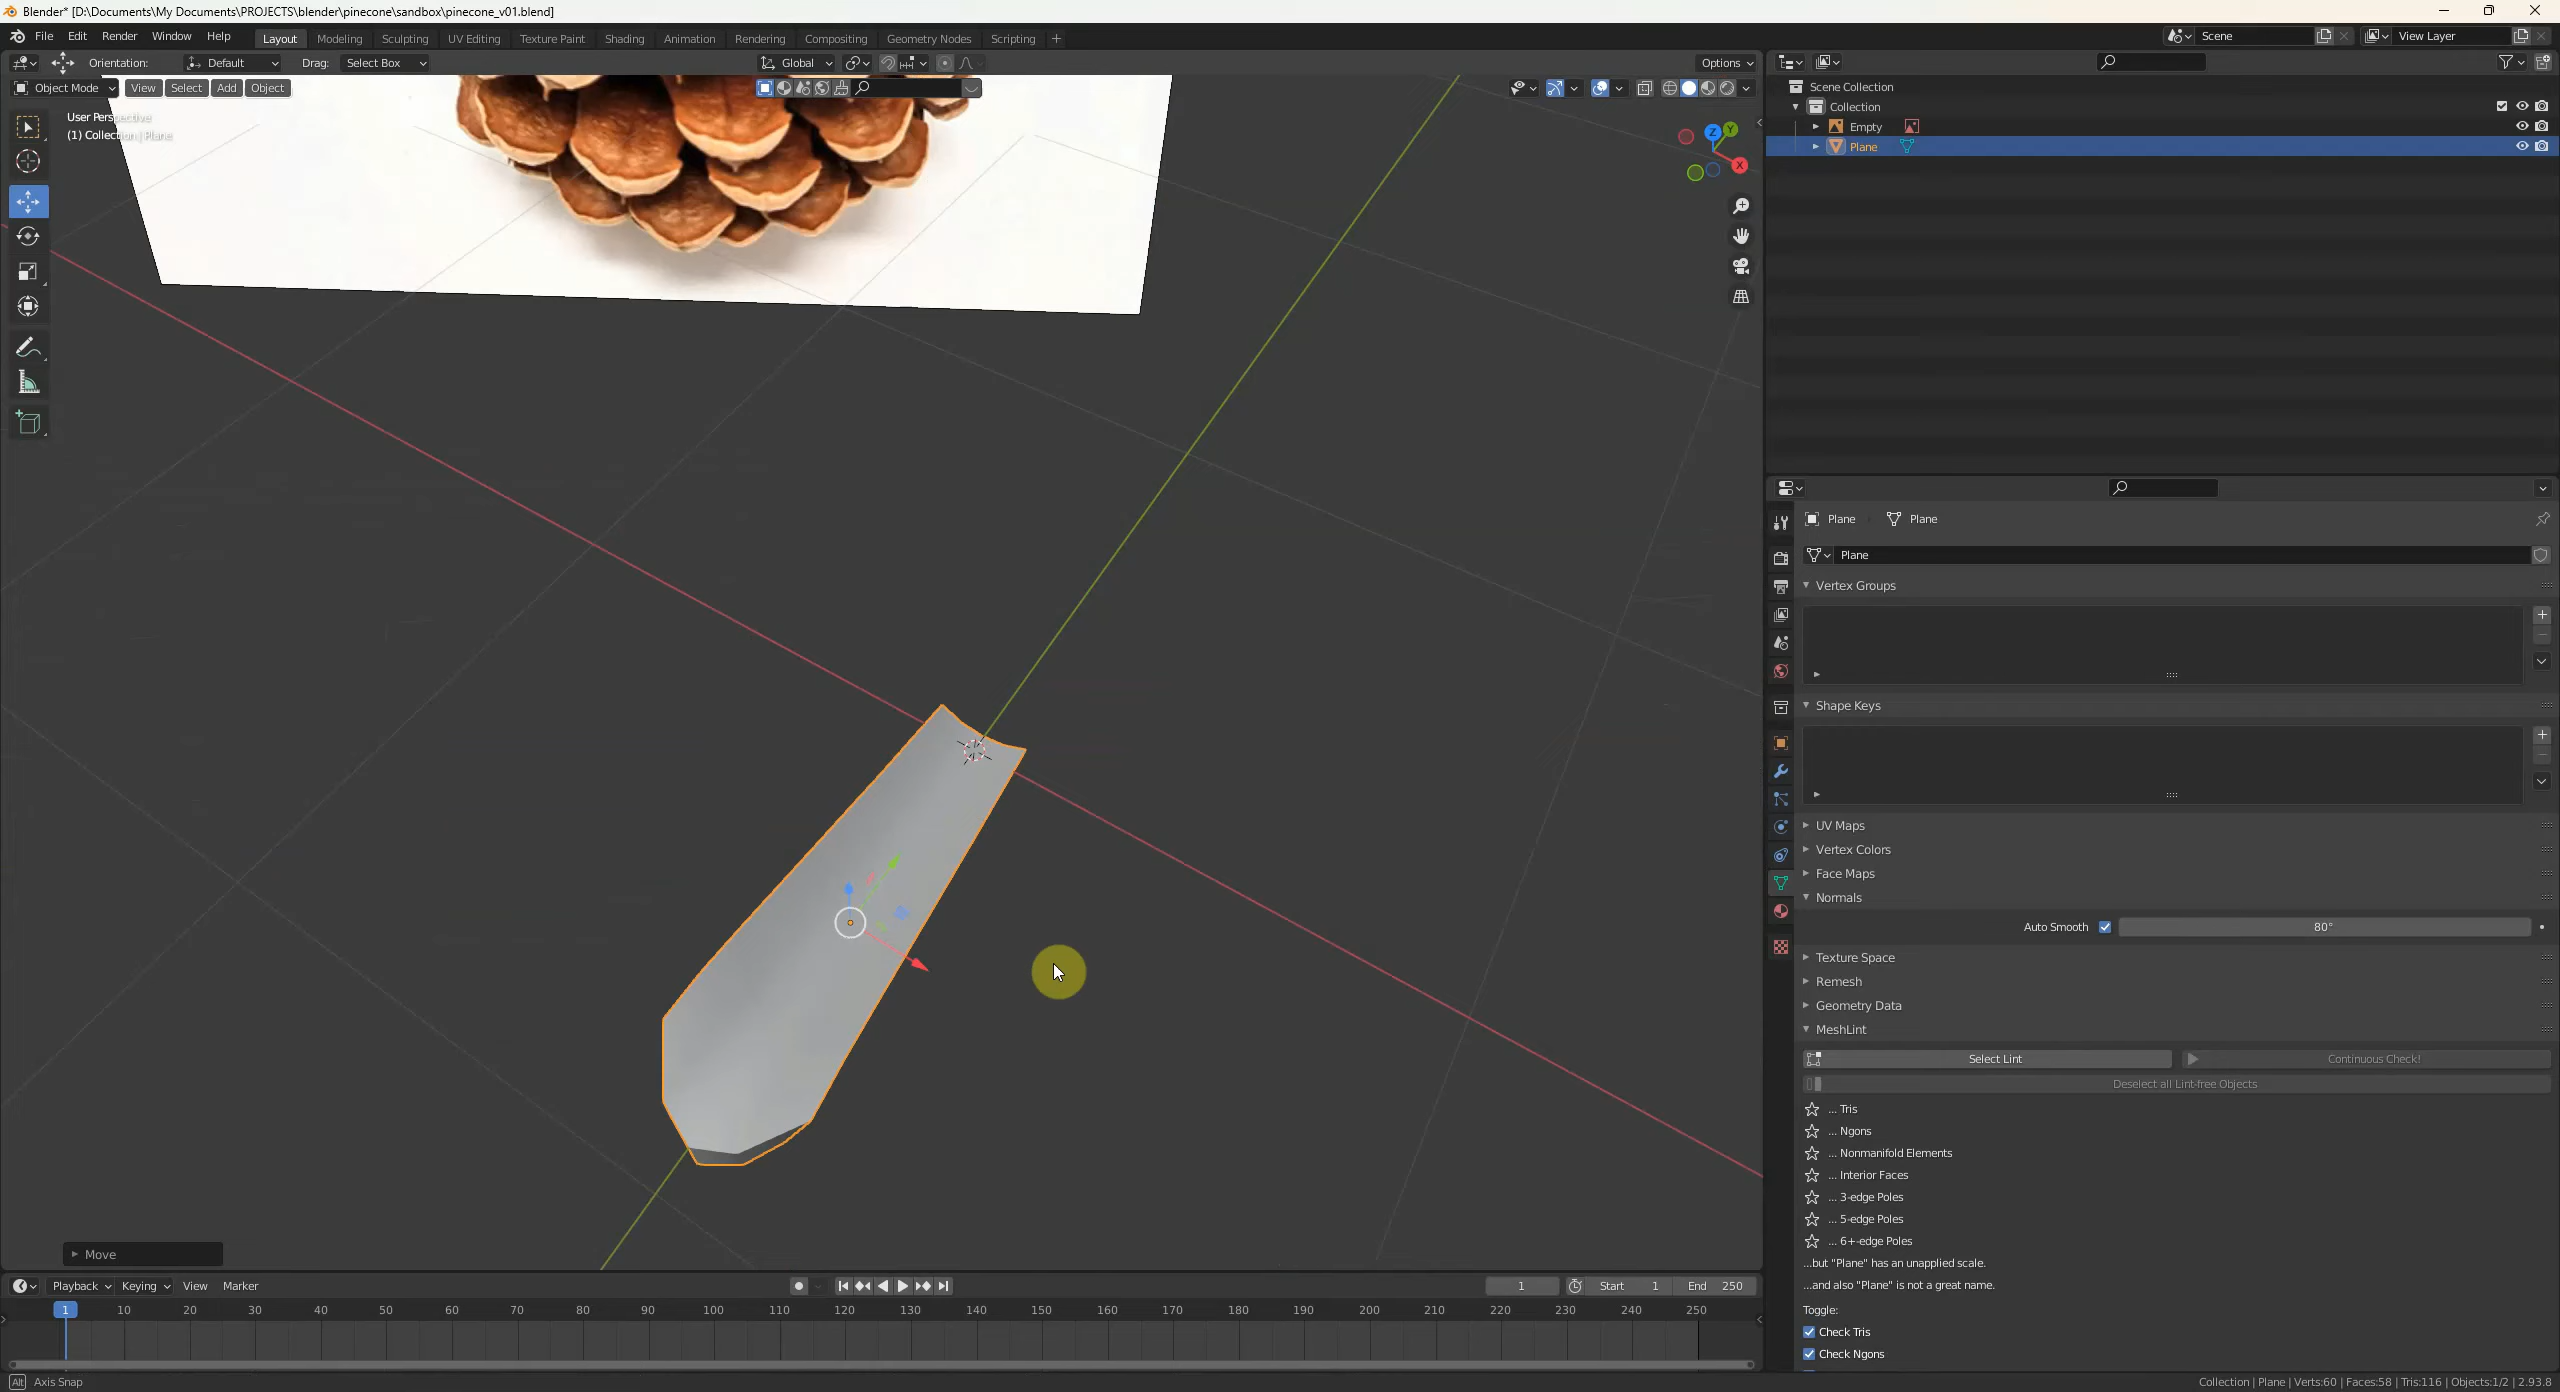 Blender* [D:\Documents\My Documents\PROJECTS\blender\pinecone\sandbox\pinecone_v01.blend]
File Edit Render Window Help Layout Modeling Sculpting UV Editing Texture Paint Shading Animation Rendering Compositing Geometry Nodes Scripting + Scene View Layer
Orientation: Default Drag: Select Box Global Options
Object Mode View Select Add Object
User Perspective
(1) Collection | Plane
Z Y
X
Scene Collection
Collection
Empty
Plane
Plane Plane
Plane
Vertex Groups
Shape Keys
UV Maps
Vertex Colors
Face Maps
Normals
Auto Smooth 80°
Texture Space
Remesh
Geometry Data
MeshLint
Select Lint Continuous Check!
Deselect all Lint-free Objects
... Tris
... Ngons
... Nonmanifold Elements
... Interior Faces
... 3-edge Poles
... 5-edge Poles
... 6+-edge Poles
...but "Plane" has an unapplied scale.
...and also "Plane" is not a great name.
Toggle:
Check Tris
Check Ngons
Move
Playback Keying View Marker 1 Start 1 End 250
1 10 20 30 40 50 60 70 80 90 100 110 120 130 140 150 160 170 180 190 200 210 220 230 240 250
Alt Axis Snap
Collection | Plane | Verts:60 | Faces:58 | Tris:116 | Objects:1/2 | 2.93.8